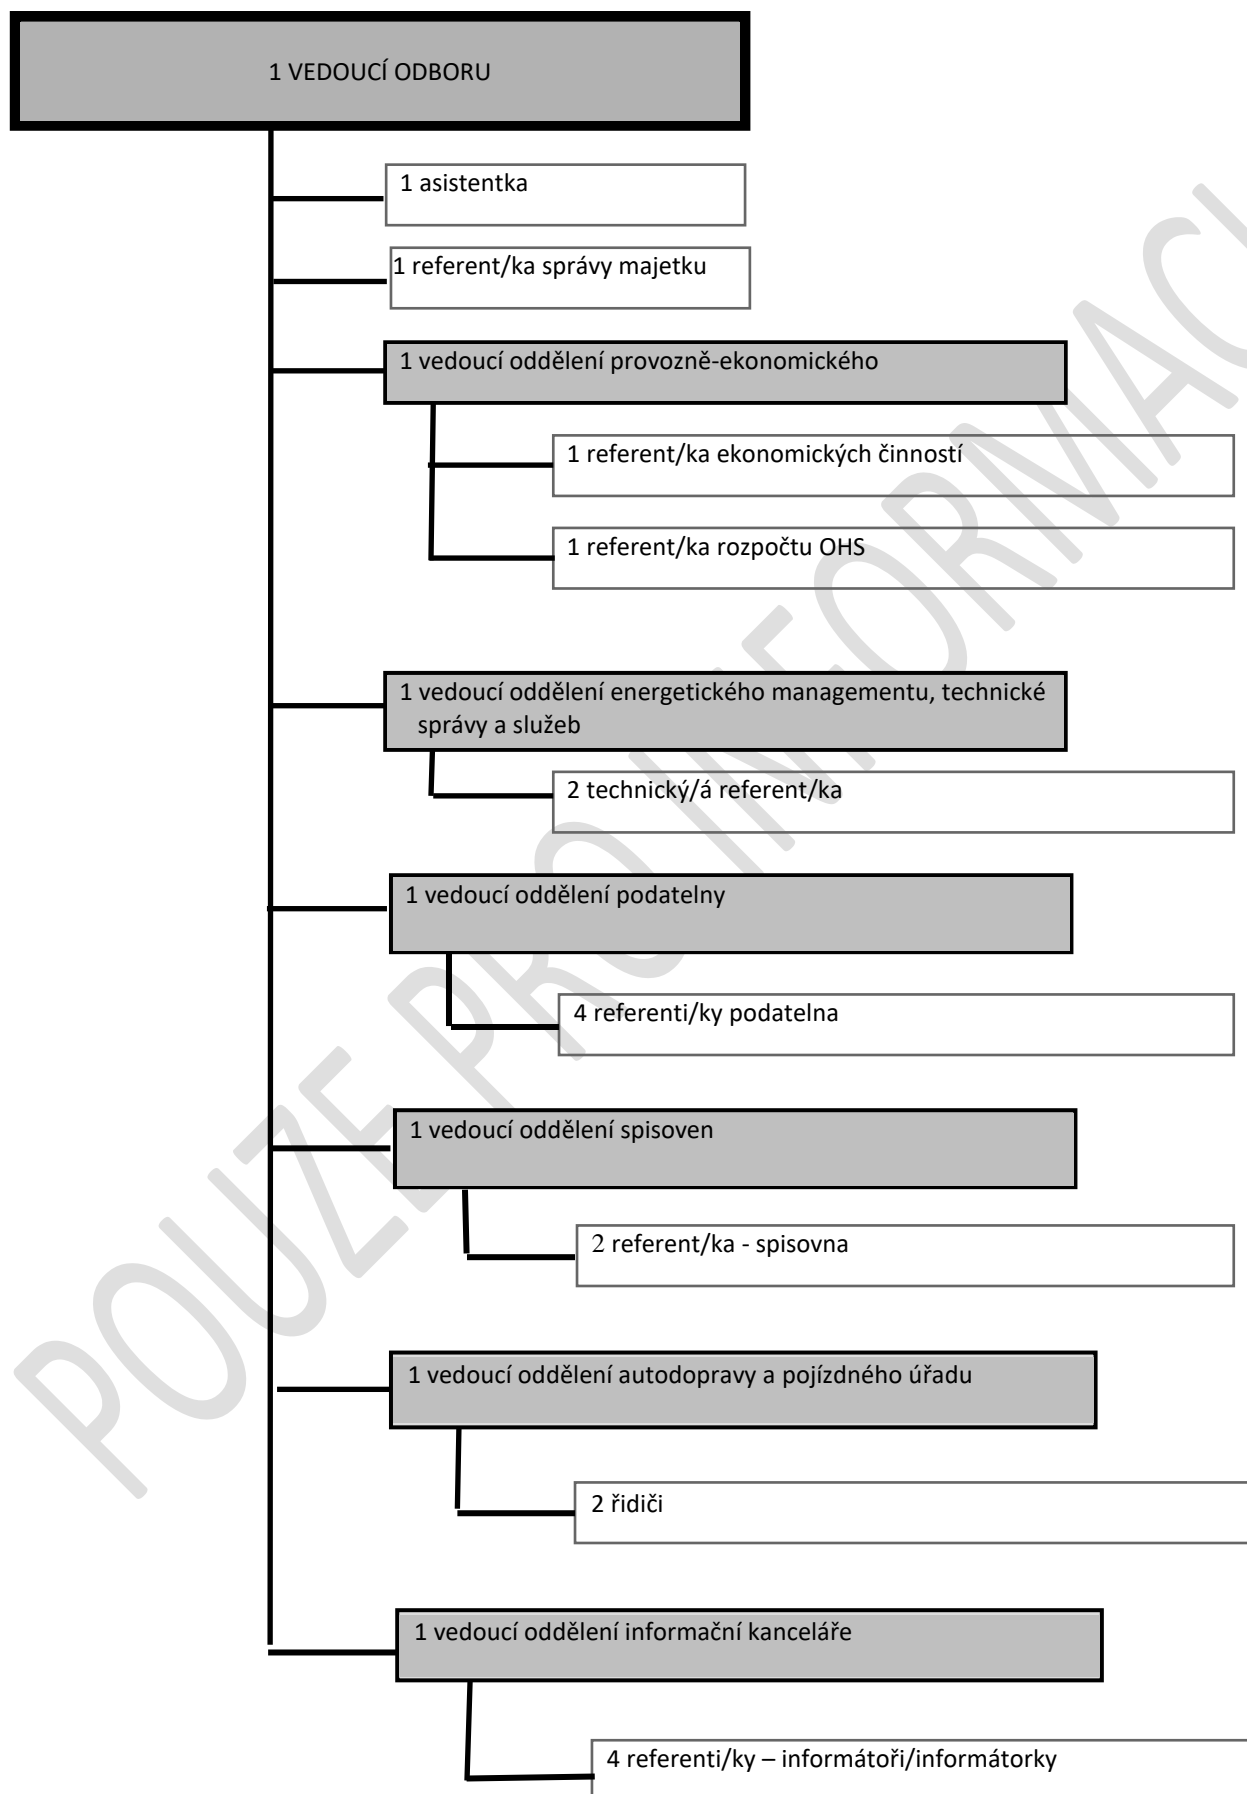 1 VEDOUCÍ ODBORU
1 asistentka
1 referent/ka správy majetku
1 vedoucí oddělení provozně-ekonomického
1 referent/ka ekonomických činností
1 referent/ka rozpočtu OHS
1 vedoucí oddělení energetického managementu, technické
správy a služeb
2 technický/á referent/ka
1 vedoucí oddělení podatelny
4 referenti/ky podatelna
1 vedoucí oddělení spisoven
2 referent/ka - spisovna
1 vedoucí oddělení autodopravy a pojízdného úřadu
2 řidiči
1 vedoucí oddělení informační kanceláře
4 referenti/ky – informátoři/informátorky
POUZE PRO INFORMACI